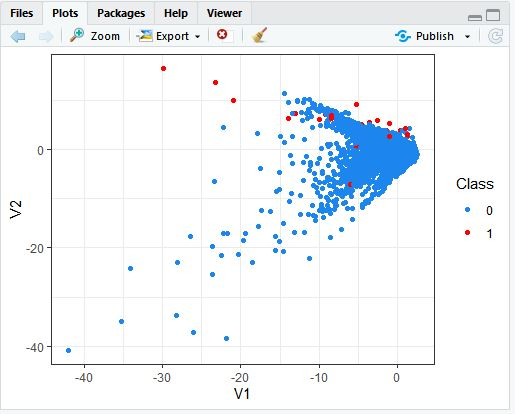 Files Plots Packages Help Viewer
Zoom Export Publish
V2
0
-20
-40
-40 -30 -20 -10 0
V1
Class
0
1